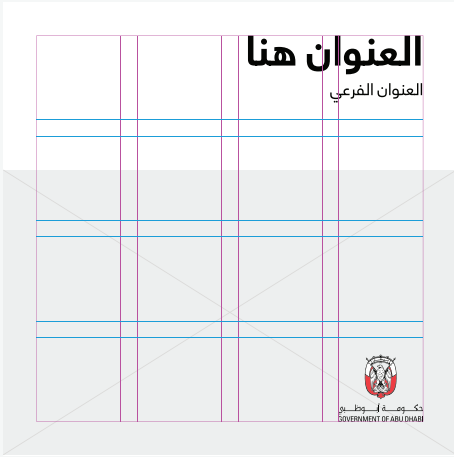 العنوان هنا
العنوان الفرعي
حكومة أبوظبي
GOVERNMENT OF ABU DHABI